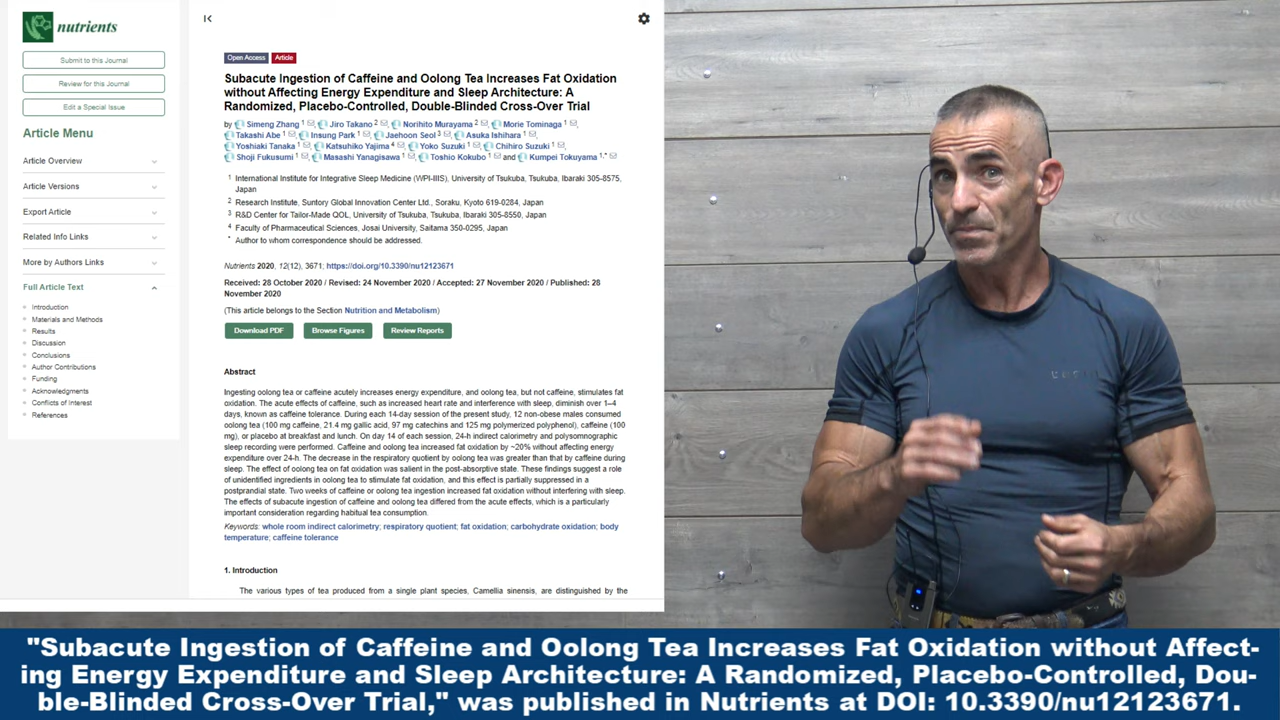 nutrients
Submit to this Journal
Review for this Journal
Edit a Special Issue
Article Menu
Article Overview
Article Versions
Export Article
Related Info Links
More by Authors Links
Full Article Text
Introduction
Materials and Methods
Results
Discussion
Conclusions
Author Contributions
Funding
Acknowledgments
Conflicts of Interest
References
Open Access Article
Subacute Ingestion of Caffeine and Oolong Tea Increases Fat Oxidation
without Affecting Energy Expenditure and Sleep Architecture: A
Randomized, Placebo-Controlled, Double-Blinded Cross-Over Trial
by Simeng Zhang 1, Jiro Takano 2, Norihito Murayama 2, Morie Tominaga 1,
Takashi Abe 1, Insung Park 1, Jaehoon Seol 3, Asuka Ishihara 1,
Yoshiaki Tanaka 1, Katsuhiko Yajima 4, Yoko Suzuki 1, Chihiro Suzuki 1,
Shoji Fukusumi 1, Masashi Yanagisawa 1, Toshio Kokubo 1 and Kumpei Tokuyama 1,*
1 International Institute for Integrative Sleep Medicine (WPI-IIIS), University of Tsukuba, Tsukuba, Ibaraki 305-8575,
Japan
2 Research Institute, Suntory Global Innovation Center Ltd., Soraku, Kyoto 619-0284, Japan
3 R&D Center for Tailor-Made QOL, University of Tsukuba, Tsukuba, Ibaraki 305-8550, Japan
4 Faculty of Pharmaceutical Sciences, Josai University, Saitama 350-0295, Japan
* Author to whom correspondence should be addressed.
Nutrients 2020, 12(12), 3671; https://doi.org/10.3390/nu12123671
Received: 28 October 2020 / Revised: 24 November 2020 / Accepted: 27 November 2020 / Published: 28
November 2020
(This article belongs to the Section Nutrition and Metabolism)
Download PDF Browse Figures Review Reports
Abstract
Ingesting oolong tea or caffeine acutely increases energy expenditure, and oolong tea, but not caffeine, stimulates fat
oxidation. The acute effects of caffeine, such as increased heart rate and interference with sleep, diminish over 1–4
days, known as caffeine tolerance. During each 14-day session of the present study, 12 non-obese males consumed
oolong tea (100 mg caffeine, 21.4 mg gallic acid, 97 mg catechins and 125 mg polymerized polyphenol), caffeine (100
mg), or placebo at breakfast and lunch. On day 14 of each session, 24-h indirect calorimetry and polysomnographic
sleep recording were performed. Caffeine and oolong tea increased fat oxidation by ~20% without affecting energy
expenditure over 24-h. The decrease in the respiratory quotient by oolong tea was greater than that by caffeine during
sleep. The effect of oolong tea on fat oxidation was salient in the post-absorptive state. These findings suggest a role
of unidentified ingredients in oolong tea to stimulate fat oxidation, and this effect is partially suppressed in a
postprandial state. Two weeks of caffeine or oolong tea ingestion increased fat oxidation without interfering with sleep.
The effects of subacute ingestion of caffeine and oolong tea differed from the acute effects, which is a particularly
important consideration regarding habitual tea consumption.
Keywords: whole room indirect calorimetry; respiratory quotient; fat oxidation; carbohydrate oxidation; body
temperature; caffeine tolerance
1. Introduction
The various types of tea produced from a single plant species, Camellia sinensis, are distinguished by the
"Subacute Ingestion of Caffeine and Oolong Tea Increases Fat Oxidation without Affect-
ing Energy Expenditure and Sleep Architecture: A Randomized, Placebo-Controlled, Dou-
ble-Blinded Cross-Over Trial," was published in Nutrients at DOI: 10.3390/nu12123671.